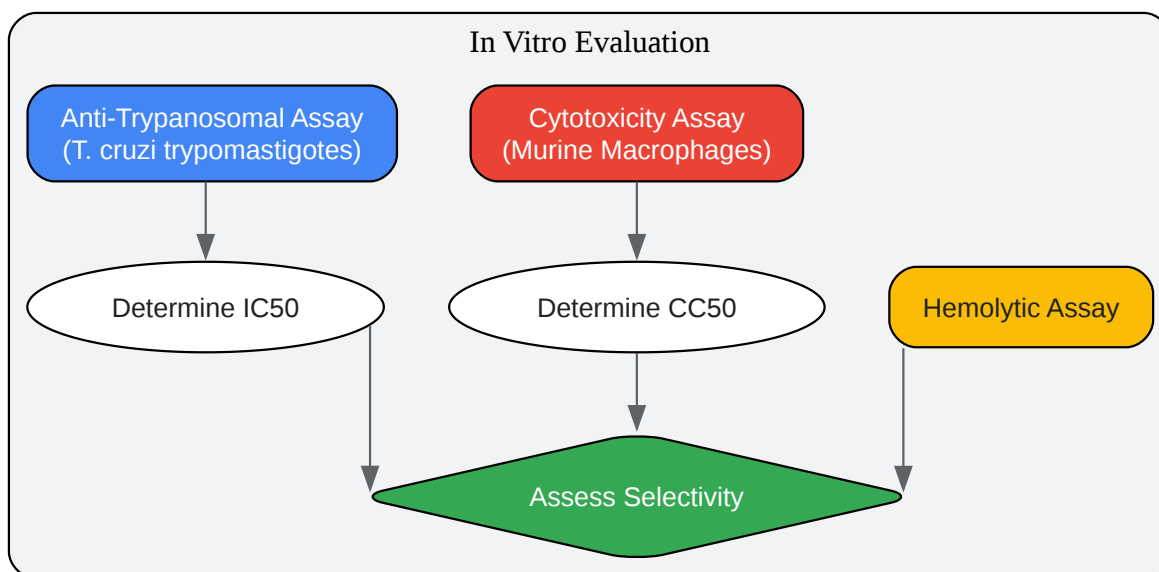 In Vitro Evaluation
Anti-Trypanosomal Assay
(T. cruzi trypomastigotes)
Cytotoxicity Assay
(Murine Macrophages)
Determine IC50
Determine CC50
Hemolytic Assay
Assess Selectivity